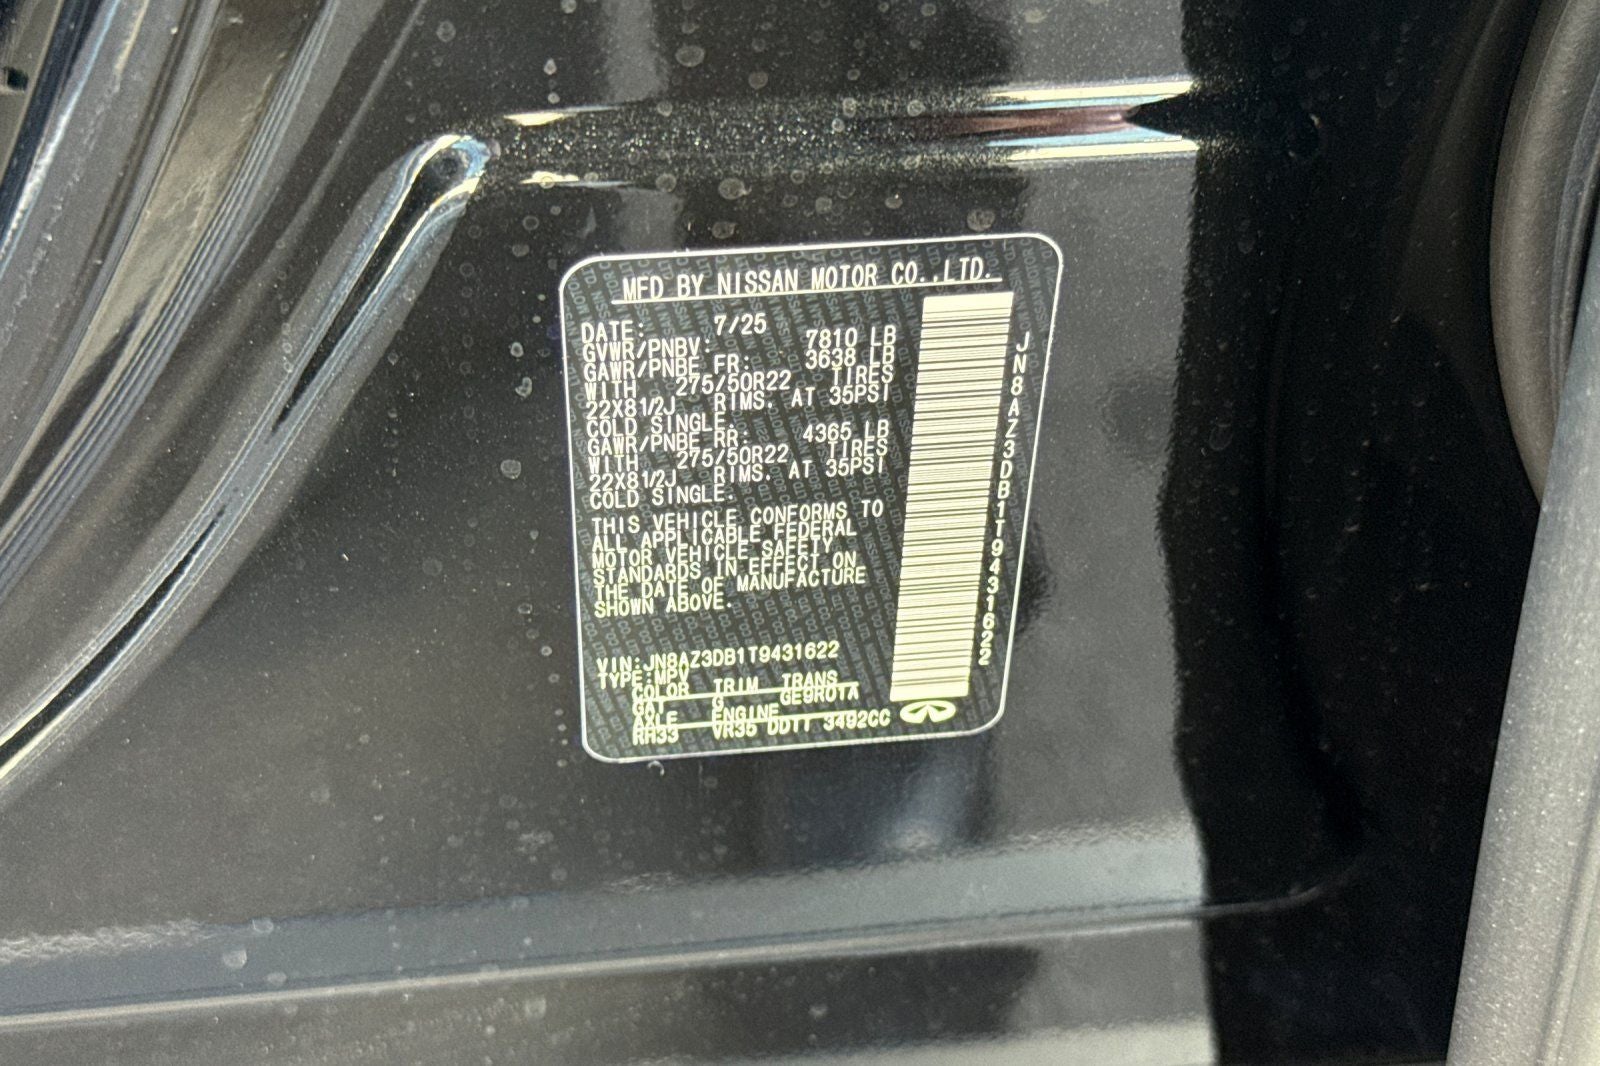 MFD BY NISSAN MOTOR CO.,LTD.
DATE: 7/25
GVWR/PNBV: 7810 LB
GAWR/PNBE FR: 3638 LB
WITH 275/50R22 TIRES
22X81/2J RIMS. AT 35PSI
COLD SINGLE.
GAWR/PNBE RR: 4365 LB
WITH 275/50R22 TIRES
22X81/2J RIMS. AT 35PSI
COLD SINGLE.
THIS VEHICLE CONFORMS TO
ALL APPLICABLE FEDERAL
MOTOR VEHICLE SAFETY
STANDARDS IN EFFECT ON
THE DATE OF MANUFACTURE
SHOWN ABOVE.
VIN:JN8AZ3DB1T9431622
TYPE:MPV
COLOR TRIM TRANS
GAT G GE9R01A
AXLE ENGINE
RH33 VR35 DDTT 3492CC
JN8AZ3DB1T9431622